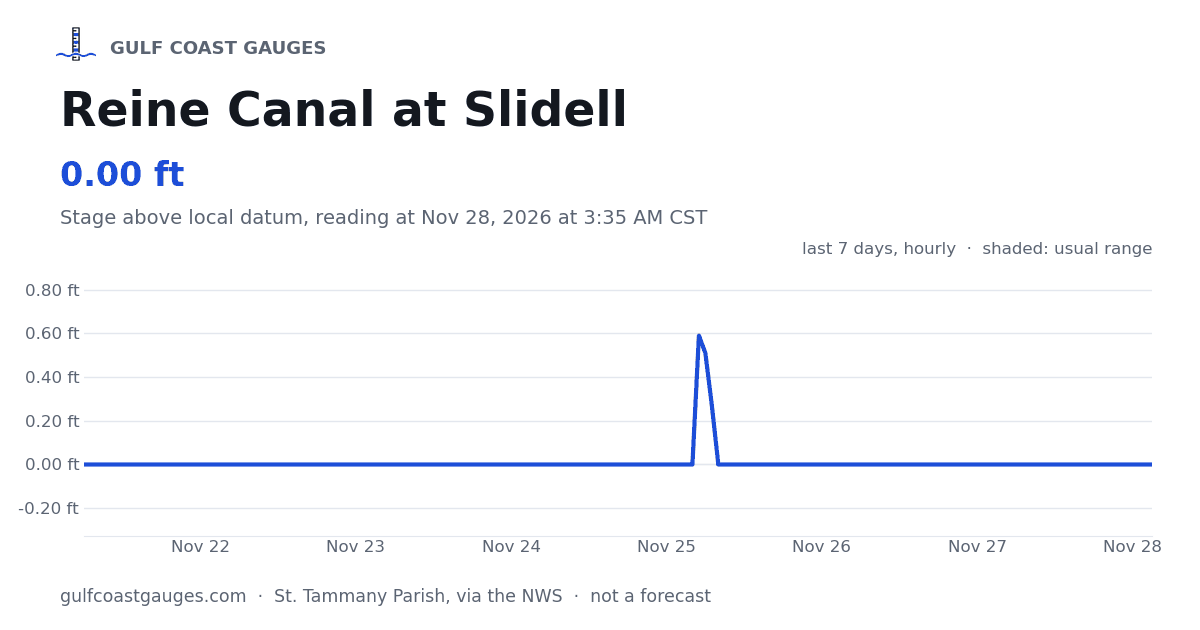 GULF COAST GAUGES
Reine Canal at Slidell
0.00 ft
Stage above local datum, reading at Nov 28, 2026 at 3:35 AM CST
last 7 days, hourly · shaded: usual range
0.80 ft
0.60 ft
0.40 ft
0.20 ft
0.00 ft
-0.20 ft
Nov 22 Nov 23 Nov 24 Nov 25 Nov 26 Nov 27 Nov 28
gulfcoastgauges.com · St. Tammany Parish, via the NWS · not a forecast